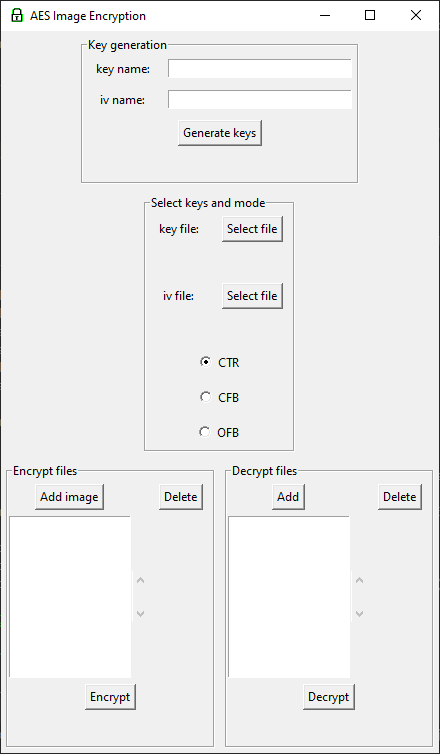 AES Image Encryption
Key generation
key name:
iv name:
Generate keys
Select keys and mode
key file: Select file
iv file: Select file
CTR
CFB
OFB
Encrypt files
Add image Delete
Encrypt
Decrypt files
Add Delete
Decrypt